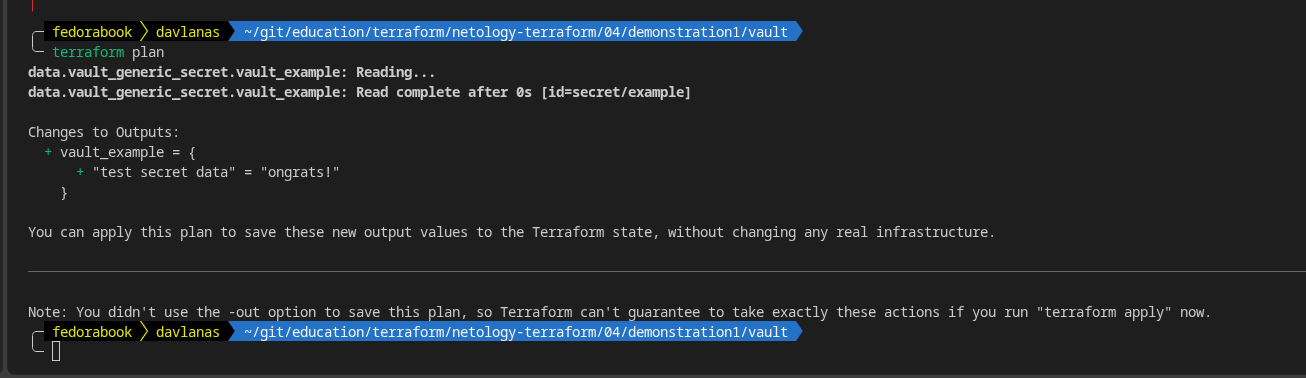 fedorabook davlanas ~/git/education/terraform/netology-terraform/04/demonstration1/vault
terraform plan
data.vault_generic_secret.vault_example: Reading...
data.vault_generic_secret.vault_example: Read complete after 0s [id=secret/example]
Changes to Outputs:
+ vault_example = {
+ "test secret data" = "ongrats!"
}
You can apply this plan to save these new output values to the Terraform state, without changing any real infrastructure.
Note: You didn't use the -out option to save this plan, so Terraform can't guarantee to take exactly these actions if you run "terraform apply" now.
fedorabook davlanas ~/git/education/terraform/netology-terraform/04/demonstration1/vault